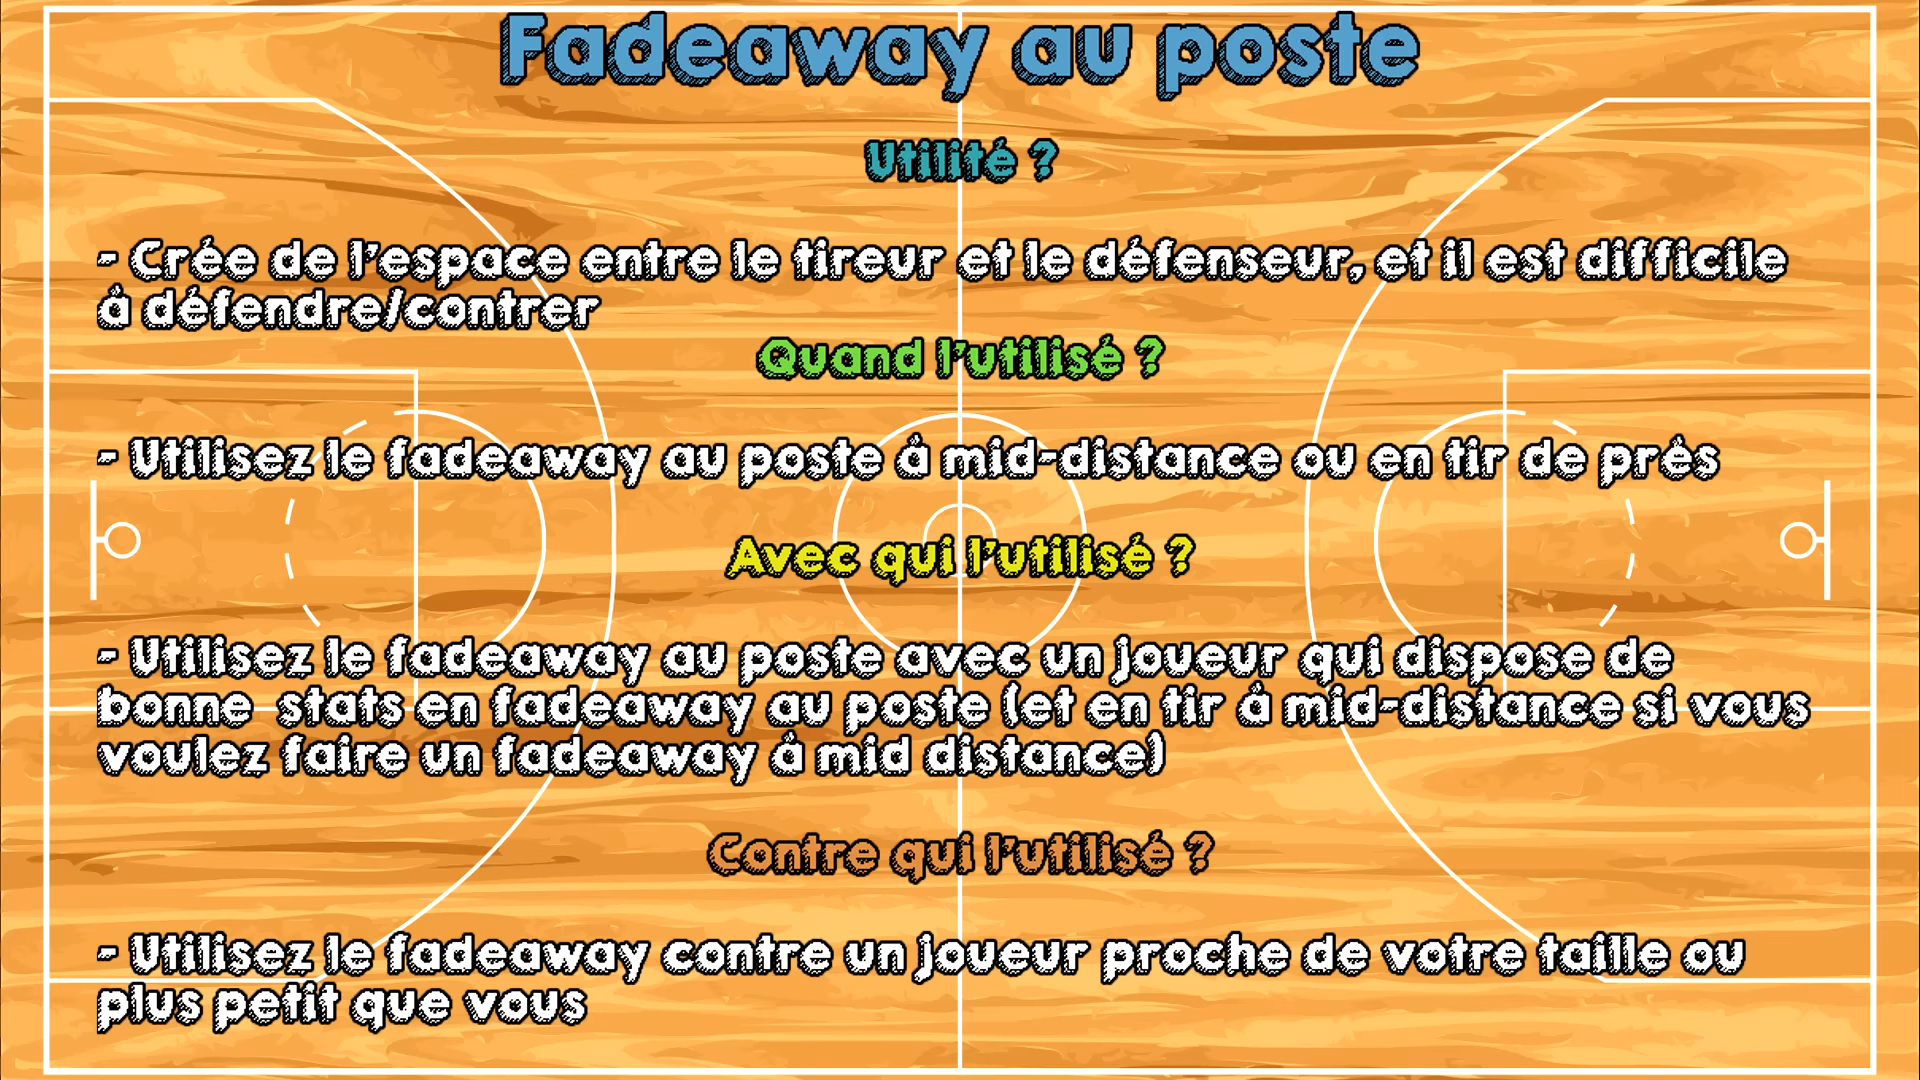 Fadeaway au poste
Utilité ?
- Crée de l'espace entre le tireur et le défenseur, et il est difficile
à défendre/contrer
Quand l'utilisé ?
- Utilisez le fadeaway au poste à mid-distance ou en tir de près
Avec qui l'utilisé ?
- Utilisez le fadeaway au poste avec un joueur qui dispose de
bonne  stats en fadeaway au poste (et en tir à mid-distance si vous
voulez faire un fadeaway à mid distance)
Contre qui l'utilisé ?
- Utilisez le fadeaway contre un joueur proche de votre taille ou
plus petit que vous